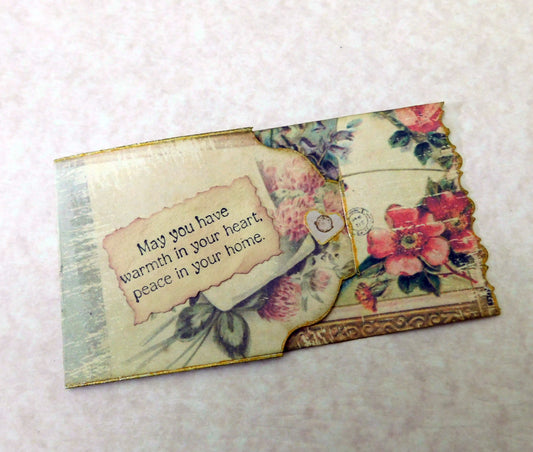 May you have
warmth in your heart,
peace in your home.